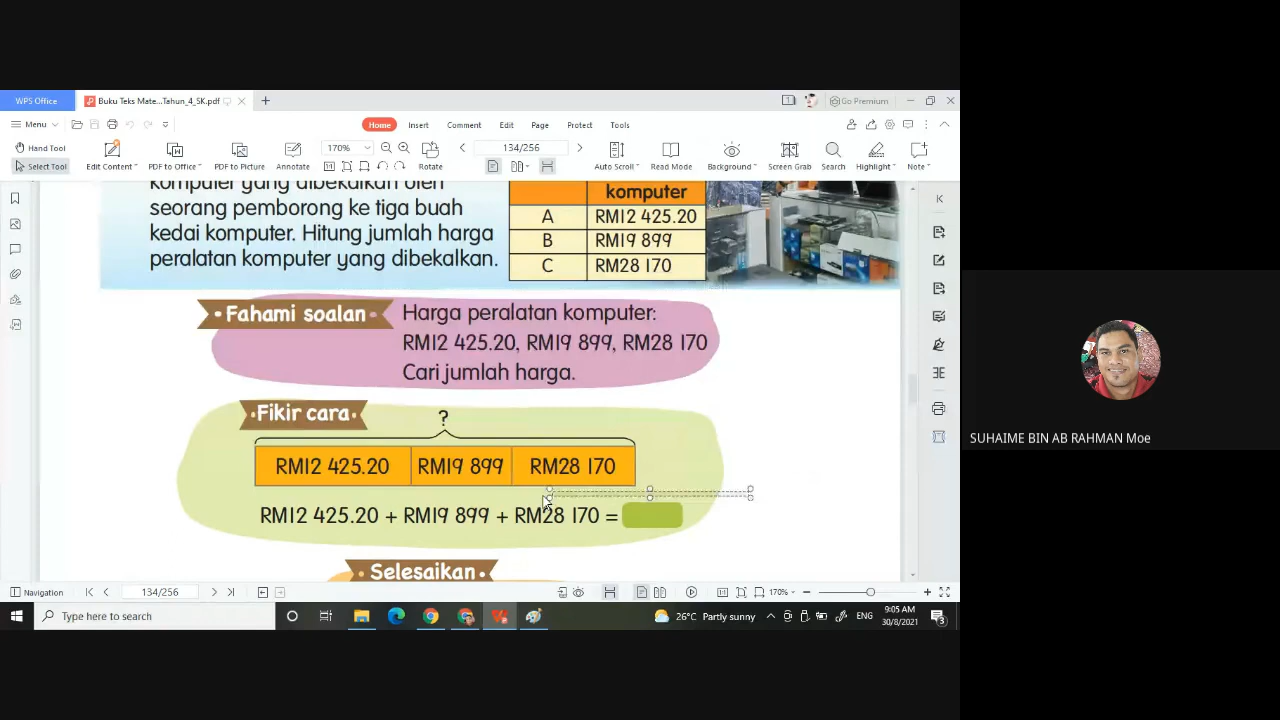 WPS Office
Buku Teks Mate...Tahun_4_SK.pdf
Go Premium
Menu
Home
Insert
Comment
Edit
Page
Protect
Tools
Hand Tool
Select Tool
Edit Content
PDF to Office
PDF to Picture
Annotate
170%
Rotate
134/256
Auto Scroll
Read Mode
Background
Screen Grab
Search
Highlight
Note
komputer yang dibekalkan oleh
seorang pemborong ke tiga buah
kedai komputer. Hitung jumlah harga
peralatan komputer yang dibekalkan.
komputer
A RM12 425.20
B RM19 899
C RM28 170
Fahami soalan
Harga peralatan komputer:
RM12 425.20, RM19 899, RM28 170
Cari jumlah harga.
Fikir cara
?
RM12 425.20 RM19 899 RM28 170
RM12 425.20 + RM19 899 + RM28 170 =
Selesaikan
SUHAIME BIN AB RAHMAN Moe
Navigation
134/256
170%
Type here to search
26°C Partly sunny
ENG
9:05 AM
30/8/2021
3